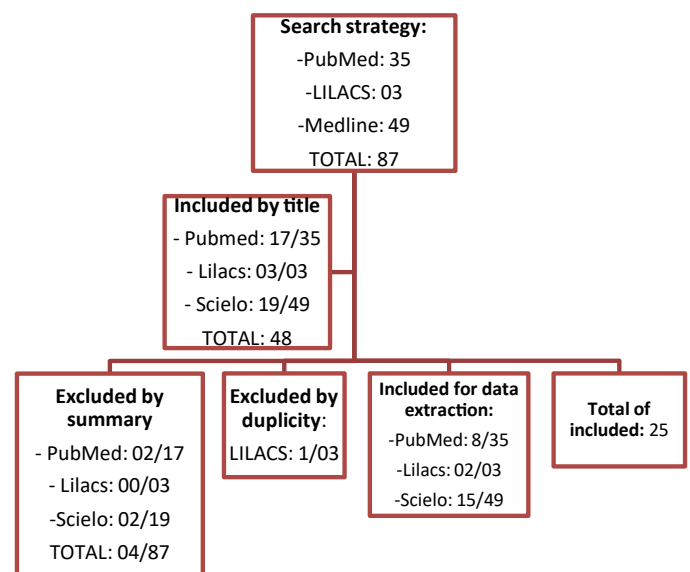 Search strategy:
-PubMed: 35
-LILACS: 03
-Medline: 49
TOTAL: 87
Included by title
- Pubmed: 17/35
- Lilacs: 03/03
- Scielo: 19/49
TOTAL: 48
Excluded by
summary
- PubMed: 02/17
- Lilacs: 00/03
-Scielo: 02/19
TOTAL: 04/87
Excluded by
duplicity:
LILACS: 1/03
Included for data
extraction:
-PubMed: 8/35
-Lilacs: 02/03
-Scielo: 15/49
Total of
included: 25